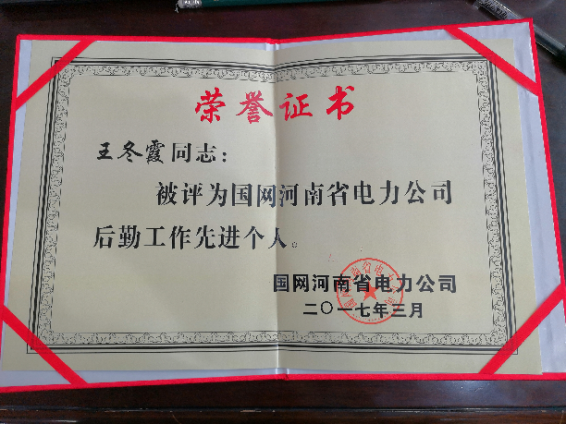 荣誉证书
王冬霞同志：
被评为国网河南省电力公司
后勤工作先进个人。
国网河南省电力公司
二〇一七年三月